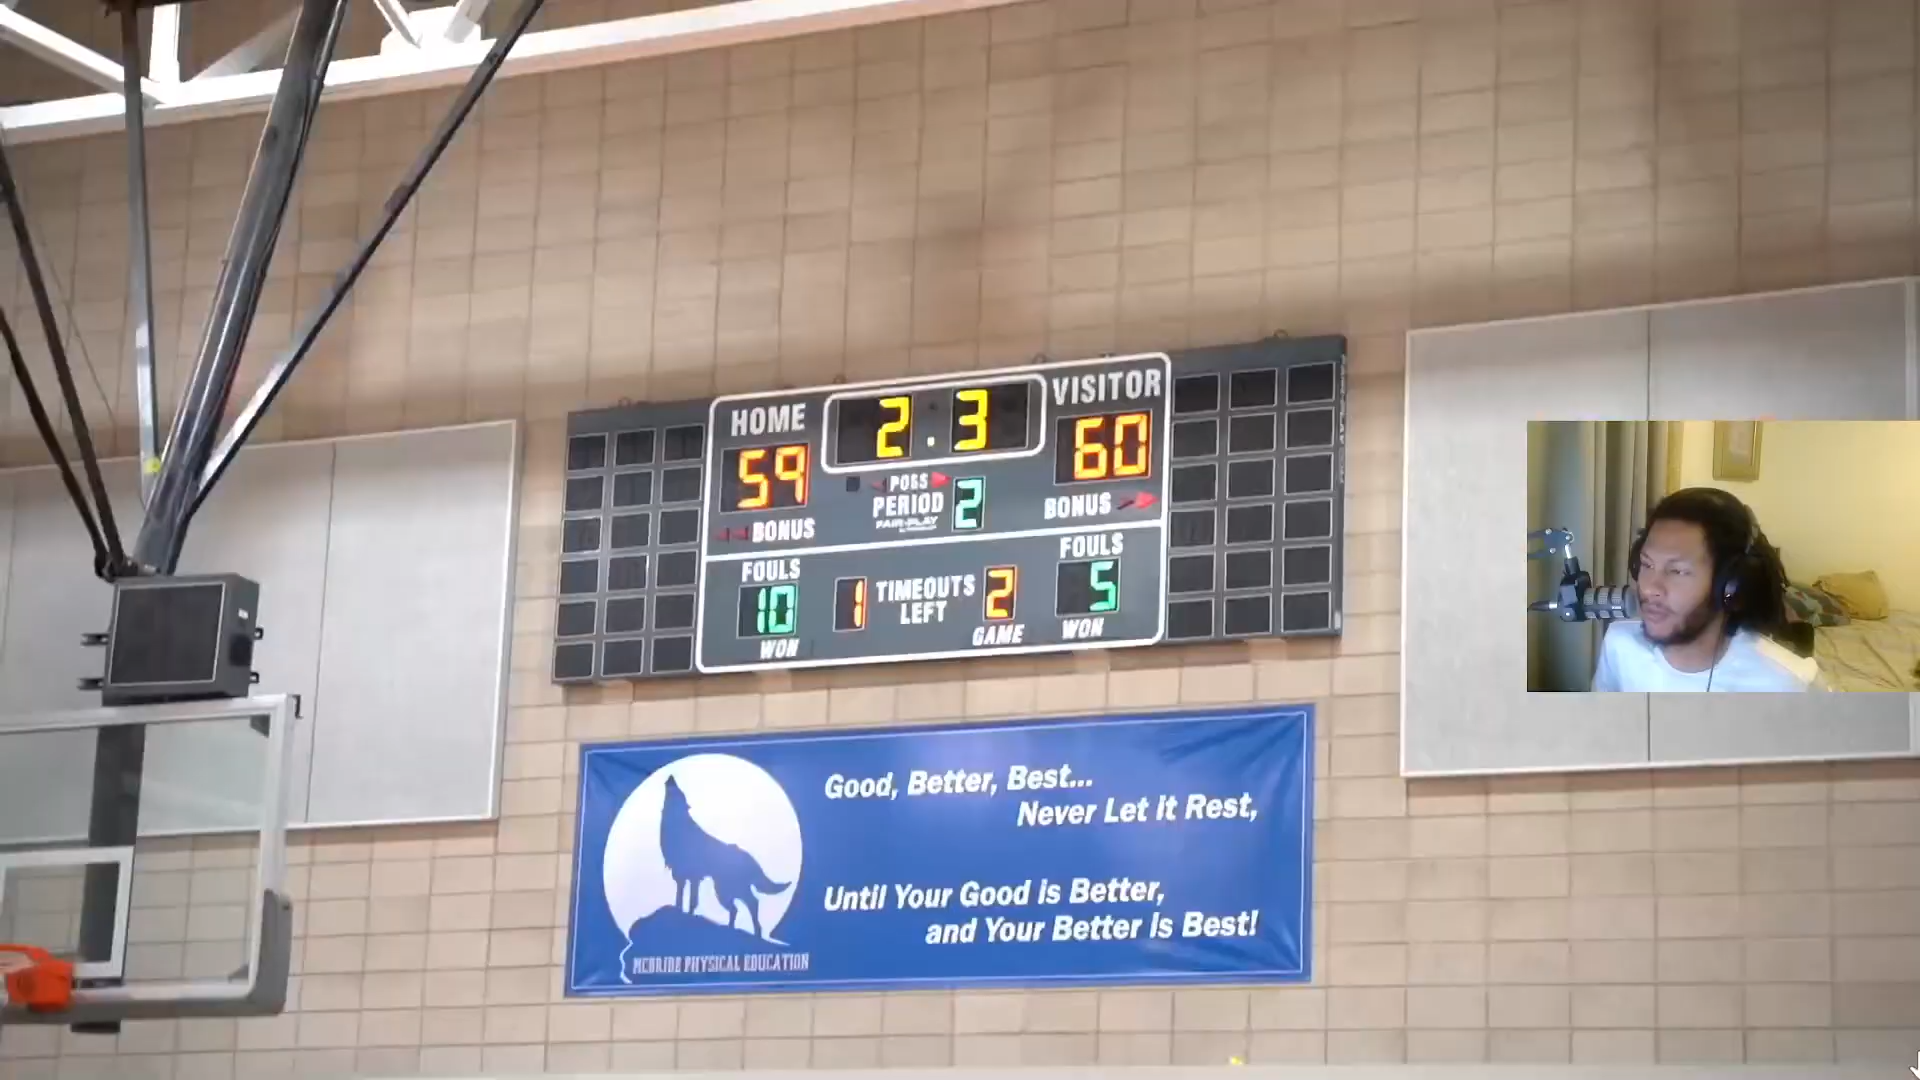 HOME
2.3
VISITOR
59
60
POSS
PERIOD
2
FAIR-PLAY
BONUS
BONUS
FOULS
FOULS
10
1
TIMEOUTS
LEFT
2
5
WON
GAME
WON
Good, Better, Best...
Never Let It Rest,
Until Your Good is Better,
and Your Better is Best!
MCBRIDE PHYSICAL EDUCATION